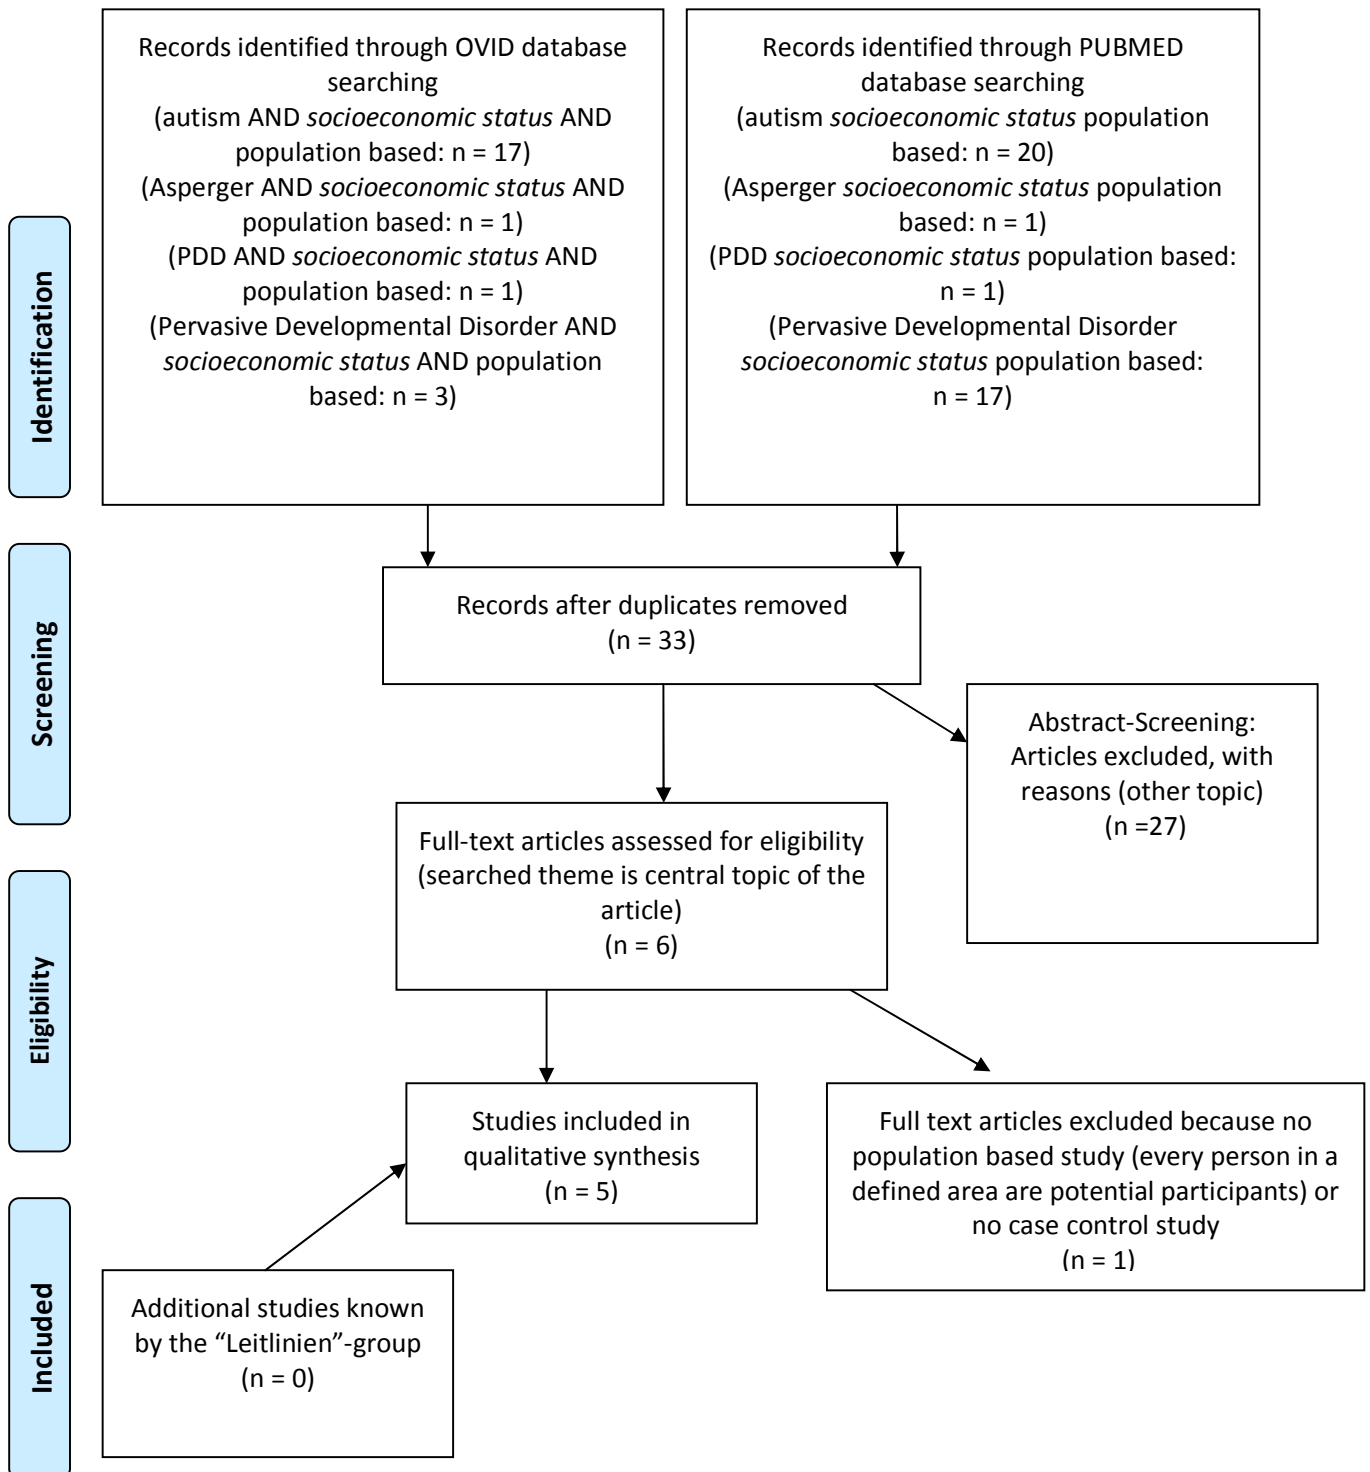 Records identified through OVID database
searching
(autism AND socioeconomic status AND
population based: n = 17)
(Asperger AND socioeconomic status AND
population based: n = 1)
(PDD AND socioeconomic status AND
population based: n = 1)
(Pervasive Developmental Disorder AND
socioeconomic status AND population
based: n = 3)
Records identified through PUBMED
database searching
(autism socioeconomic status population
based: n = 20)
(Asperger socioeconomic status population
based: n = 1)
(PDD socioeconomic status population based:
n = 1)
(Pervasive Developmental Disorder
socioeconomic status population based:
n = 17)
Identification
Records after duplicates removed
(n = 33)
Screening
Abstract-Screening:
Articles excluded, with
reasons (other topic)
(n =27)
Full-text articles assessed for eligibility
(searched theme is central topic of the
article)
(n = 6)
Eligibility
Studies included in
qualitative synthesis
(n = 5)
Full text articles excluded because no
population based study (every person in a
defined area are potential participants) or
no case control study
(n = 1)
Included
Additional studies known
by the “Leitlinien”-group
(n = 0)